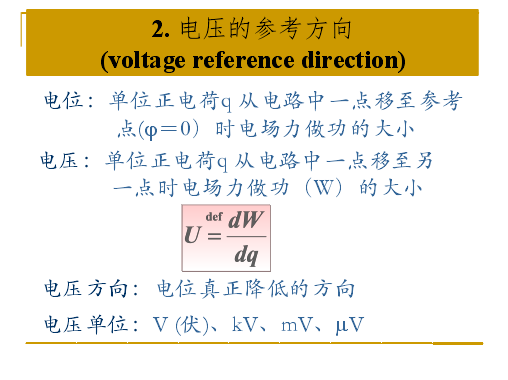 2. 电压的参考方向
(voltage reference direction)
电位：单位正电荷q 从电路中一点移至参考
点(φ＝0）时电场力做功的大小
电压：单位正电荷q 从电路中一点移至另
一点时电场力做功（W）的大小
U def= dW/dq
电压方向：电位真正降低的方向
电压单位：V (伏)、kV、mV、μV